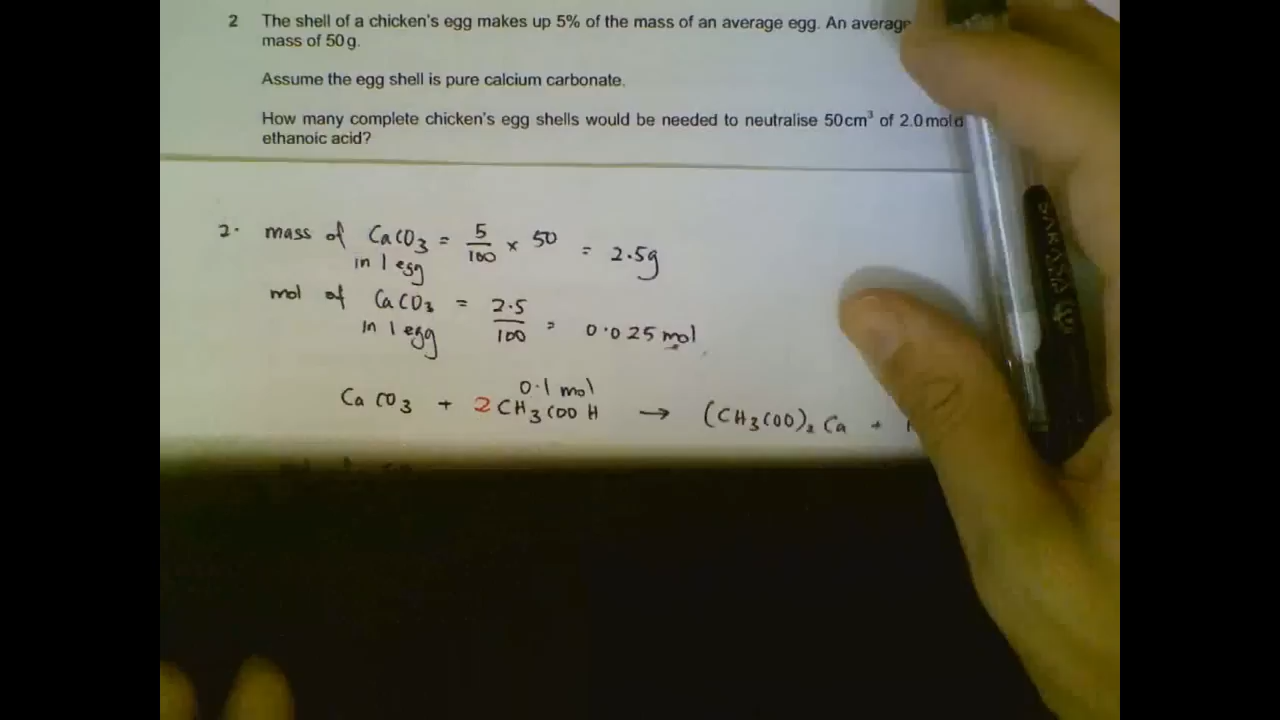 2 The shell of a chicken's egg makes up 5% of the mass of an average egg. An average
mass of 50 g.
Assume the egg shell is pure calcium carbonate.
How many complete chicken's egg shells would be needed to neutralise 50 cm³ of 2.0 mol d
ethanoic acid?
2. mass of CaCO₃ = 5/100 × 50 = 2.5g
in 1 egg
mol of CaCO₃ = 2.5/100 = 0.025 mol
in 1 egg
0.1 mol
CaCO₃ + 2CH₃COOH → (CH₃COO)₂Ca +
SARASA